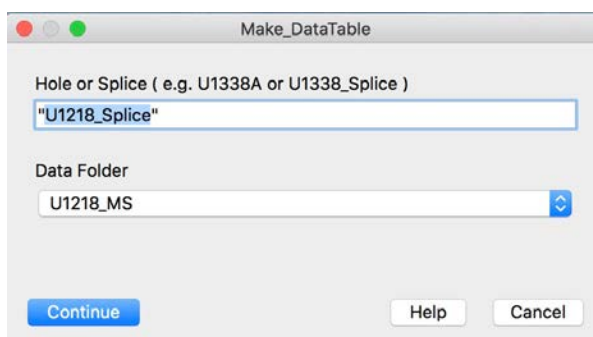 Make_DataTable
Hole or Splice ( e.g. U1338A or U1338_Splice )
"U1218_Splice"
Data Folder
U1218_MS
Continue
Help
Cancel